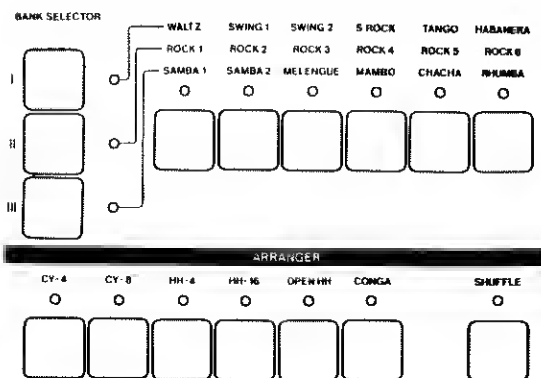 BANK SELECTOR
WALTZ SWING 1 SWING 2 S ROCK TANGO HABANERA
ROCK 1 ROCK 2 ROCK 3 ROCK 4 ROCK 5 ROCK 6
SAMBA 1 SAMBA 2 MELENGUE MAMBO CHACHA RHUMBA
I
II
III
ARRANGER
CY-4 CY-8 HH-4 HH-16 OPEN HH CONGA SHUFFLE